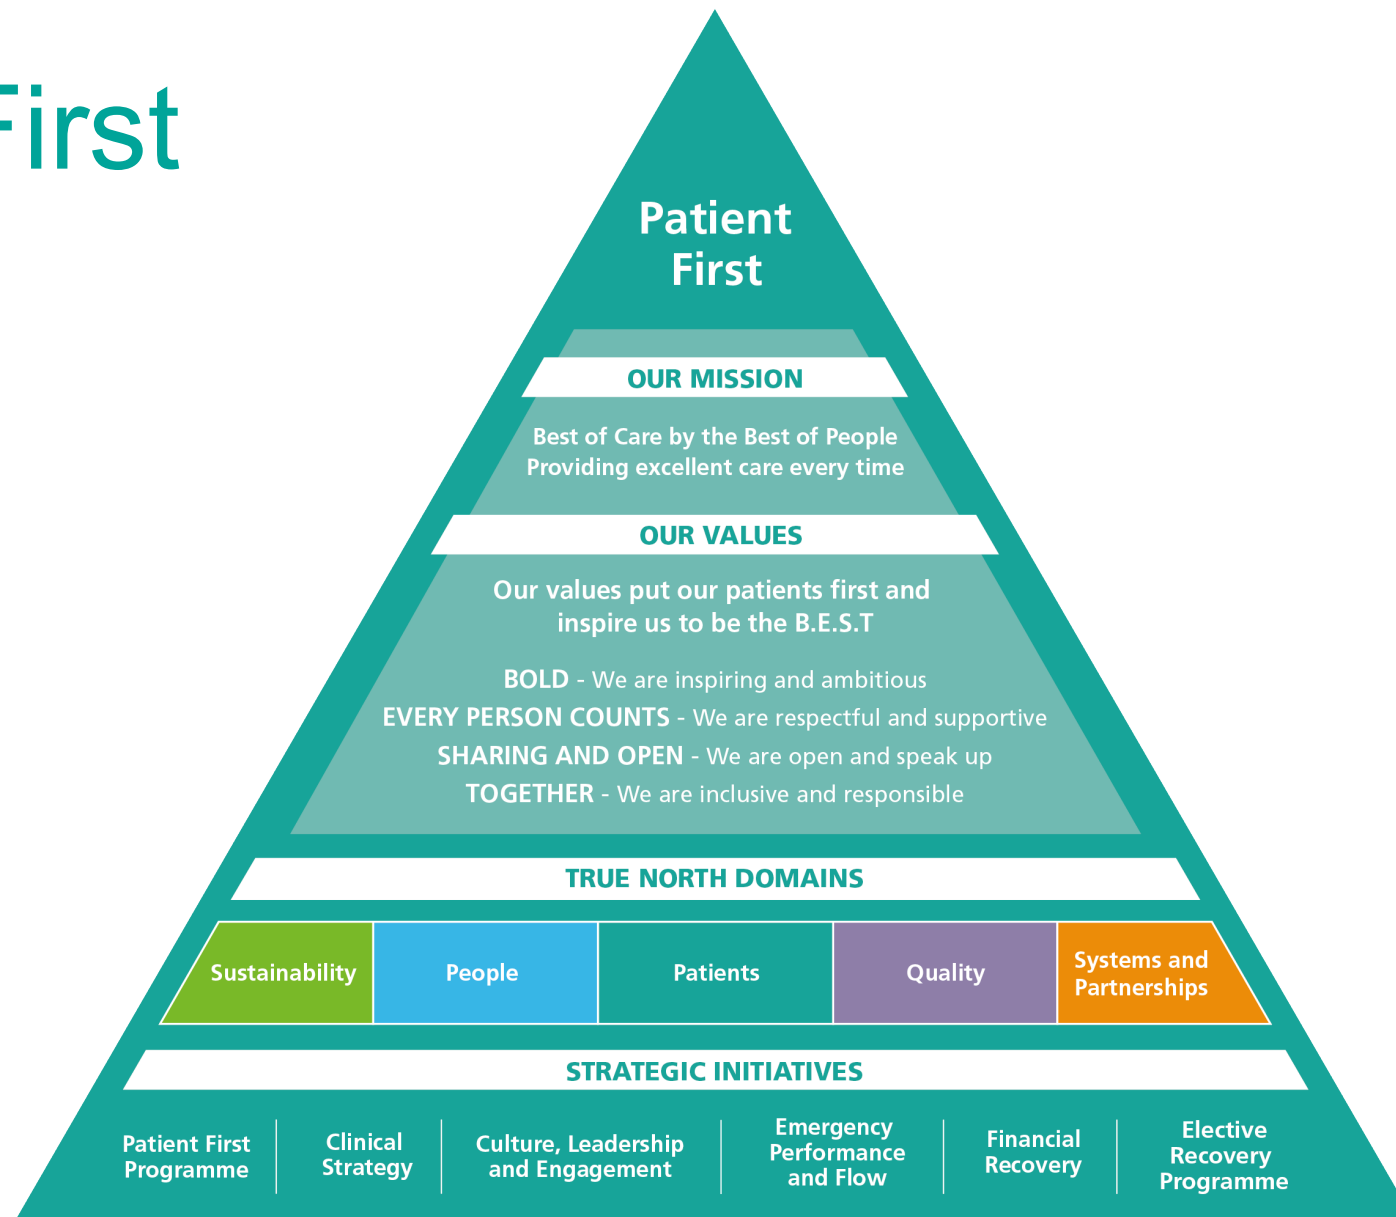 First
Patient
First
OUR MISSION
Best of Care by the Best of People
Providing excellent care every time
OUR VALUES
Our values put our patients first and
inspire us to be the B.E.S.T
BOLD - We are inspiring and ambitious
EVERY PERSON COUNTS - We are respectful and supportive
SHARING AND OPEN - We are open and speak up
TOGETHER - We are inclusive and responsible
TRUE NORTH DOMAINS
Sustainability
People
Patients
Quality
Systems and
Partnerships
STRATEGIC INITIATIVES
Patient First
Programme
Clinical
Strategy
Culture, Leadership
and Engagement
Emergency
Performance
and Flow
Financial
Recovery
Elective
Recovery
Programme